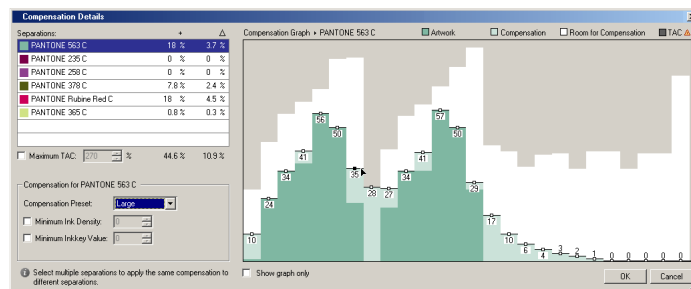 Compensation Details
Separations: + Δ
PANTONE 563 C 18 % 3.7 %
PANTONE 235 C 0 % 0 %
PANTONE 258 C 0 % 0 %
PANTONE 378 C 7.8 % 2.4 %
PANTONE Rubine Red C 18 % 4.5 %
PANTONE 365 C 0.8 % 0.3 %
Maximum TAC: 270 % 44.6 % 10.9 %
Compensation for PANTONE 563 C
Compensation Preset: Large
Minimum Ink Density: 0
Minimum Inkkey Value: 0
Select multiple separations to apply the same compensation to
different separations.
Compensation Graph PANTONE 563 C Artwork Compensation Room for Compensation TAC
10 24 34 41 56 50 35 28 27 34 41 57 50 29 17 10 6 4 3 2 1 0 0 0 0
Show graph only
OK Cancel